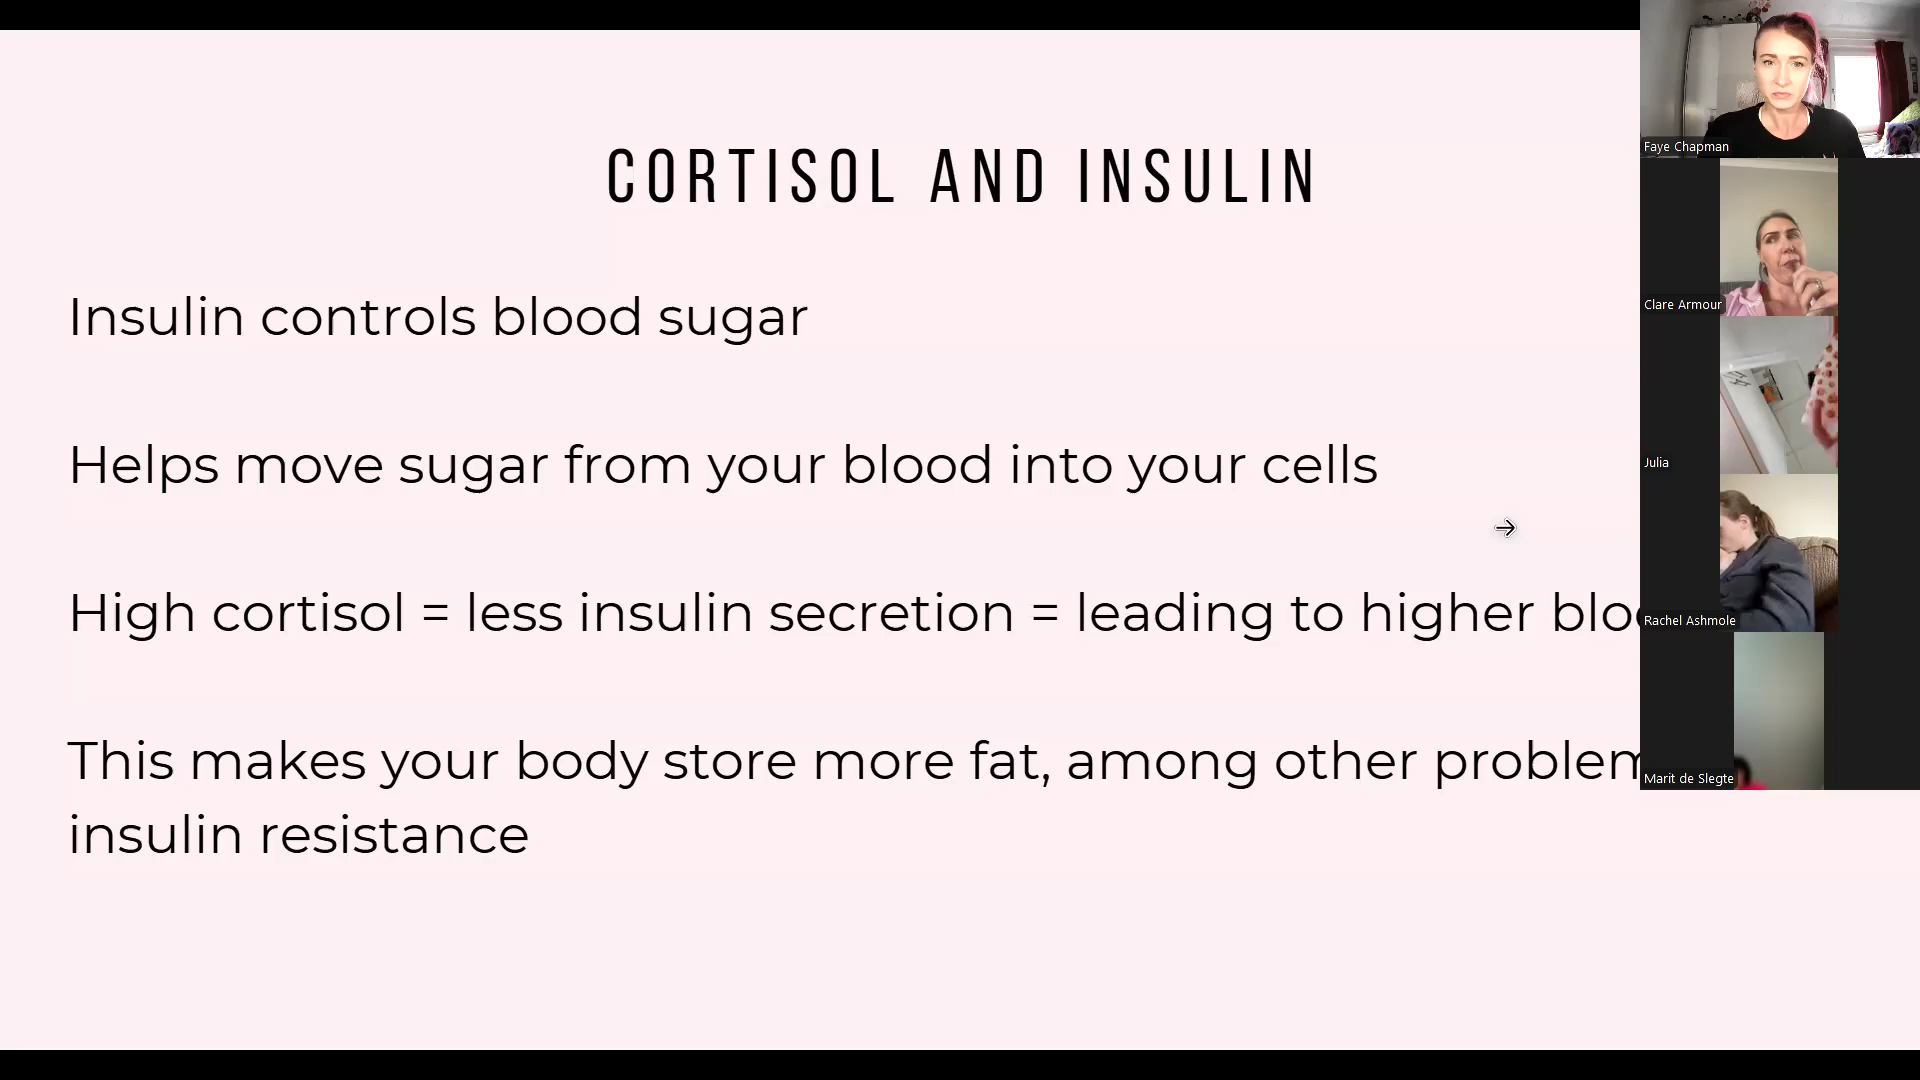 CORTISOL AND INSULIN
Insulin controls blood sugar
Helps move sugar from your blood into your cells
High cortisol = less insulin secretion = leading to higher
This makes your body store more fat, among other
insulin resistance
Faye Chapman
Clare Armour
Julia
Rachel Ashmole
Marit de Slegte